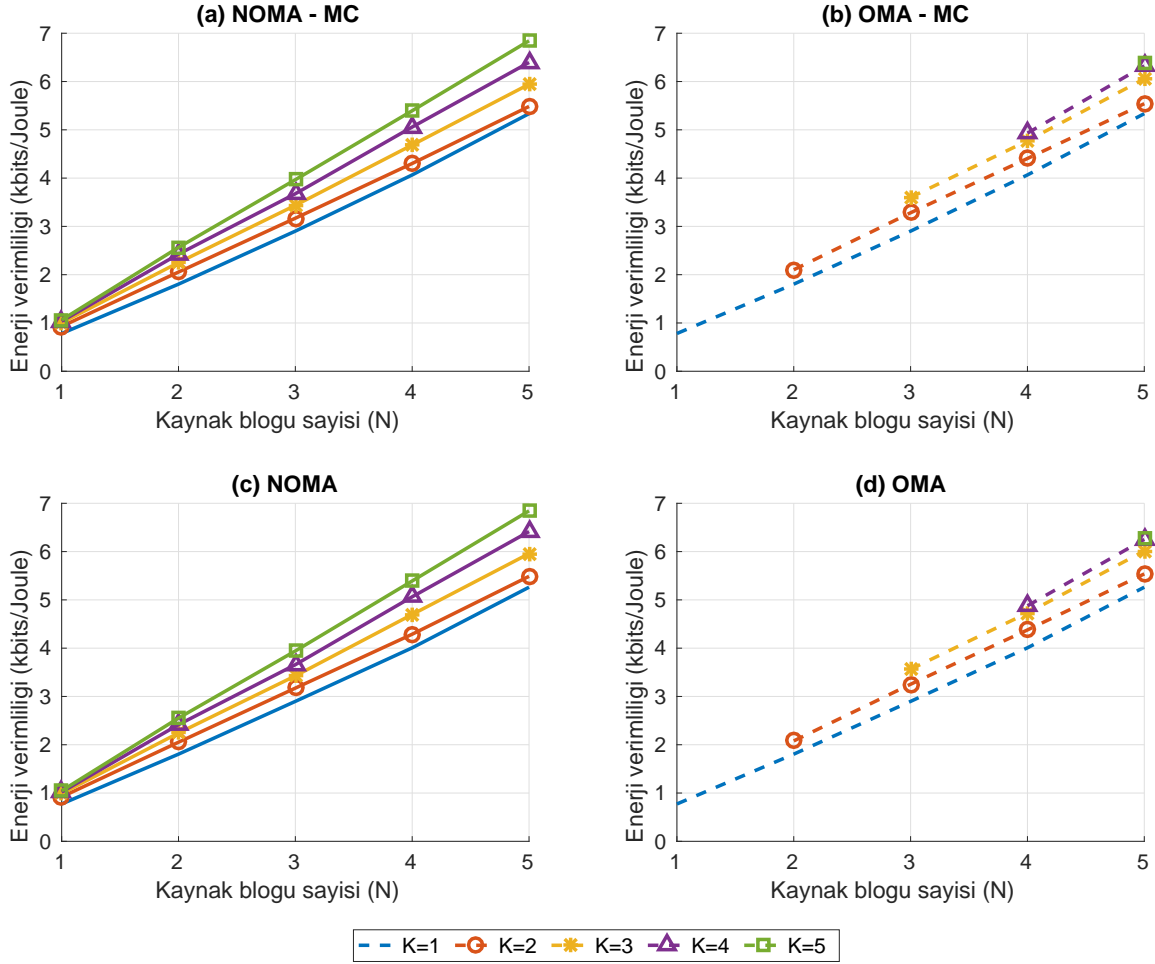 (a) NOMA - MC
7
6
5
4
3
2
1
0
1 2 3 4 5
Enerji verimliligi (kbits/Joule)
Kaynak blogu sayisi (N)
(b) OMA - MC
7
6
5
4
3
2
1
0
1 2 3 4 5
Enerji verimliligi (kbits/Joule)
Kaynak blogu sayisi (N)
(c) NOMA
7
6
5
4
3
2
1
0
1 2 3 4 5
Enerji verimliligi (kbits/Joule)
Kaynak blogu sayisi (N)
(d) OMA
7
6
5
4
3
2
1
0
1 2 3 4 5
Enerji verimliligi (kbits/Joule)
Kaynak blogu sayisi (N)
K=1 K=2 K=3 K=4 K=5